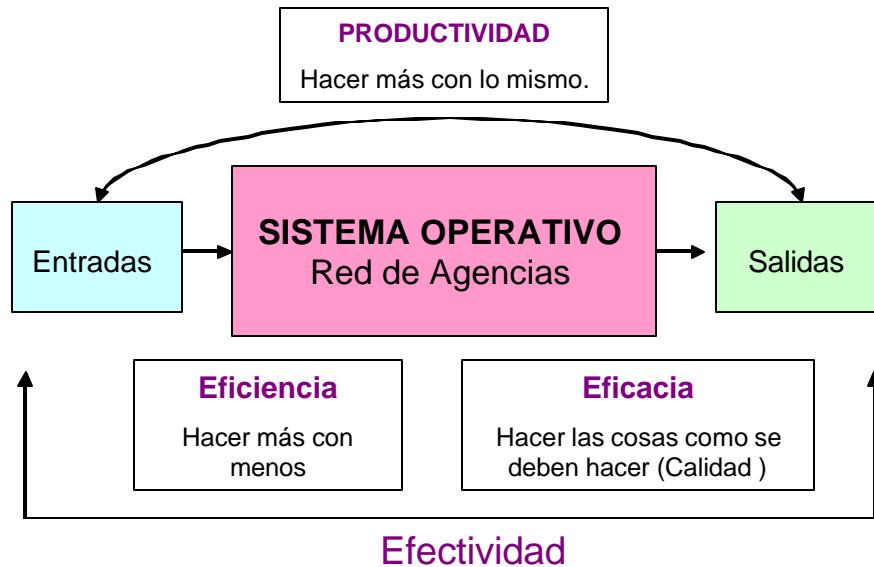 PRODUCTIVIDAD
Hacer más con lo mismo.
Entradas
SISTEMA OPERATIVO
Red de Agencias
Salidas
Eficiencia
Hacer más con
menos
Eficacia
Hacer las cosas como se
deben hacer (Calidad )
Efectividad